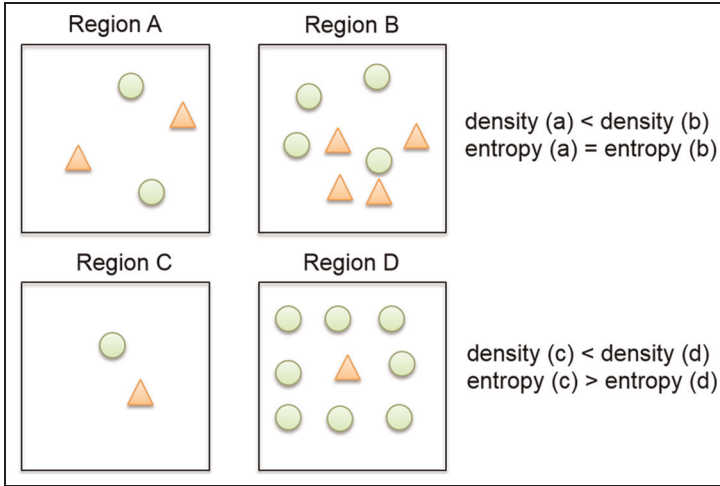 Region A
Region B
density (a) < density (b)
entropy (a) = entropy (b)
Region C
Region D
density (c) < density (d)
entropy (c) > entropy (d)